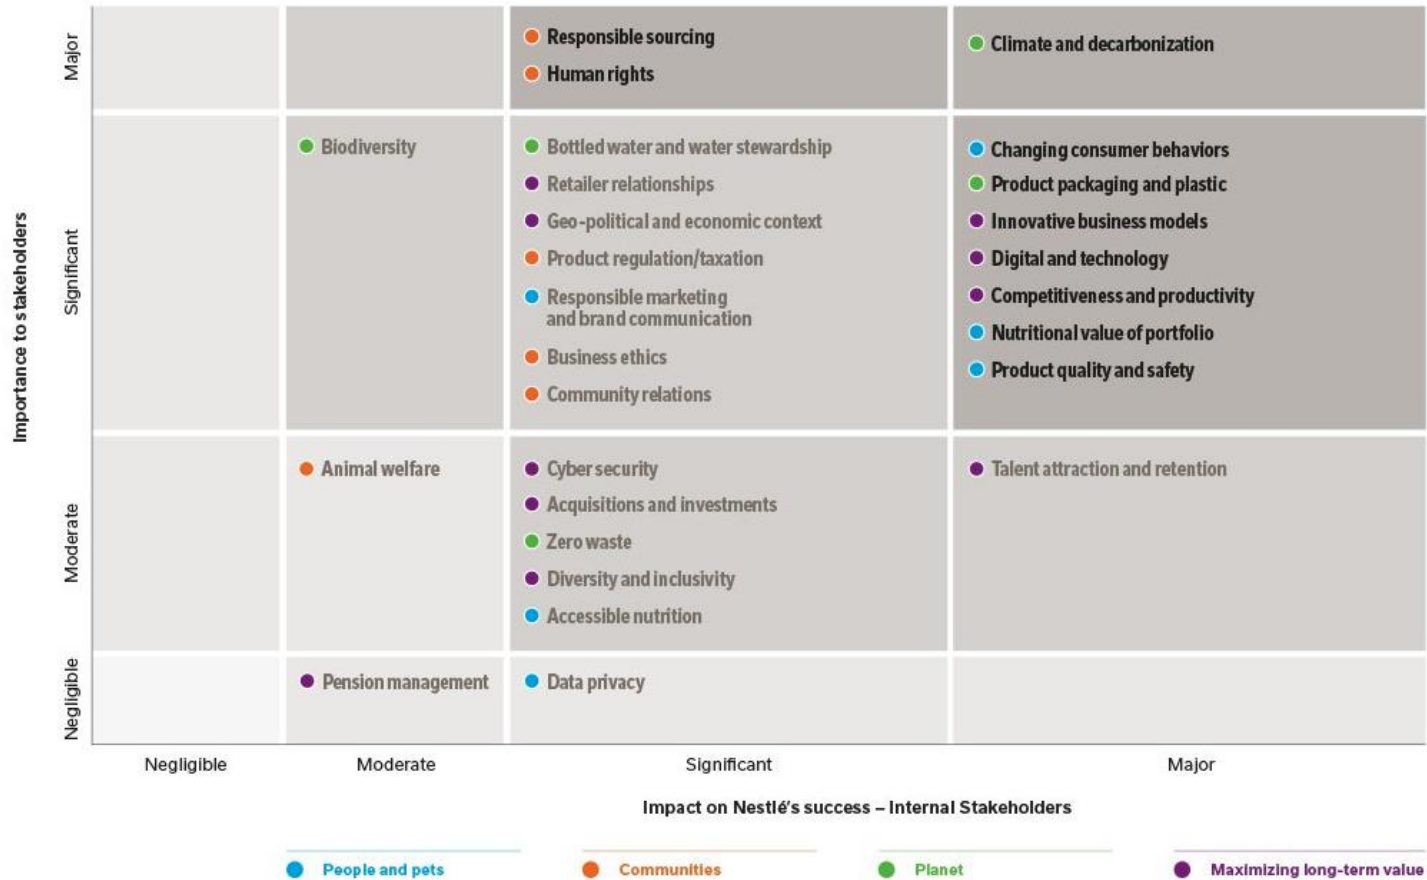 Importance to stakeholders
Major
Responsible sourcing
Human rights
Climate and decarbonization
Significant
Biodiversity
Bottled water and water stewardship
Retailer relationships
Geo-political and economic context
Product regulation/taxation
Responsible marketing
and brand communication
Business ethics
Community relations
Changing consumer behaviors
Product packaging and plastic
Innovative business models
Digital and technology
Competitiveness and productivity
Nutritional value of portfolio
Product quality and safety
Moderate
Animal welfare
Cyber security
Acquisitions and investments
Zero waste
Diversity and inclusivity
Accessible nutrition
Talent attraction and retention
Negligible
Pension management
Data privacy
Negligible
Moderate
Significant
Major
Impact on Nestlé’s success – Internal Stakeholders
People and pets
Communities
Planet
Maximizing long-term value